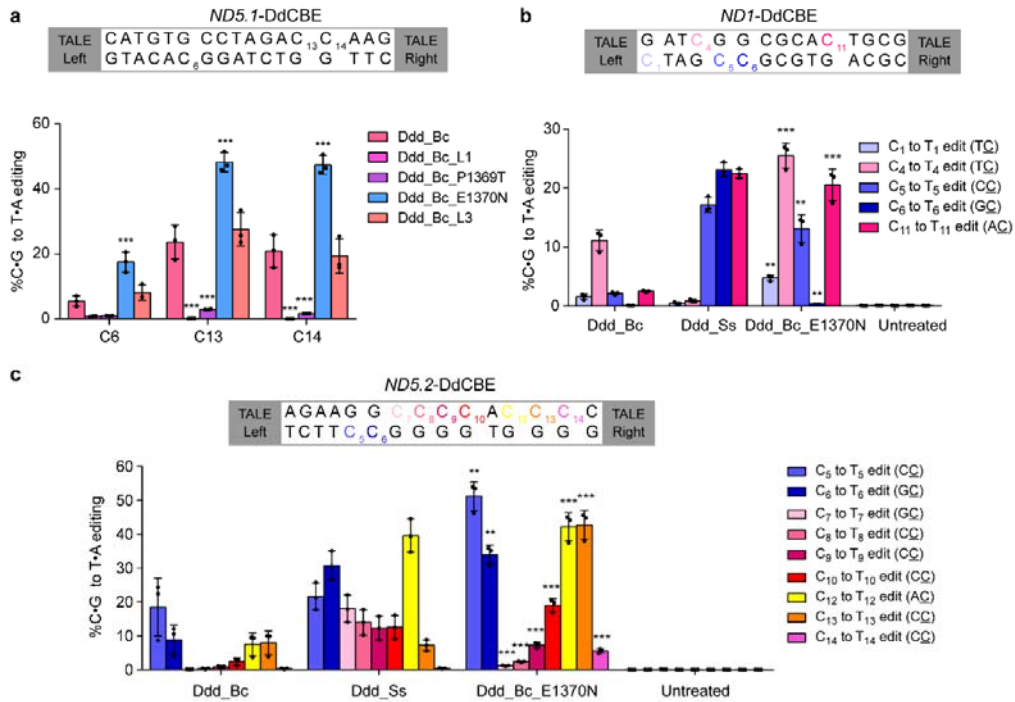 a
ND5.1-DdCBE
TALE Left
CATGTG CCTAGAC13C14AAG
GTACAC6GGATCTG G TTC
TALE Right
%C•G to T•A editing
60
40
20
0
***
***
***
***
***
***
***
C6
C13
C14
Ddd_Bc
Ddd_Bc_L1
Ddd_Bc_P1369T
Ddd_Bc_E1370N
Ddd_Bc_L3
b
ND1-DdCBE
TALE Left
G ATC4G G CGCAC11TGCG
C1TAG C5C6GCGTG ACGC
TALE Right
%C•G to T•A editing
30
20
10
0
**
***
**
**
***
Ddd_Bc
Ddd_Ss
Ddd_Bc_E1370N
Untreated
C1 to T1 edit (TC)
C4 to T4 edit (TC)
C5 to T5 edit (CC)
C6 to T6 edit (GC)
C11 to T11 edit (AC)
c
ND5.2-DdCBE
TALE Left
AGAAG G C7C8C9C10AC12C13C14C
TCTT C5C6G G G G TG G G G
TALE Right
%C•G to T•A editing
60
50
40
30
20
10
0
**
**
***
***
***
***
***
***
***
Ddd_Bc
Ddd_Ss
Ddd_Bc_E1370N
Untreated
C5 to T5 edit (CC)
C6 to T6 edit (GC)
C7 to T7 edit (GC)
C8 to T8 edit (CC)
C9 to T9 edit (CC)
C10 to T10 edit (CC)
C12 to T12 edit (AC)
C13 to T13 edit (CC)
C14 to T14 edit (CC)